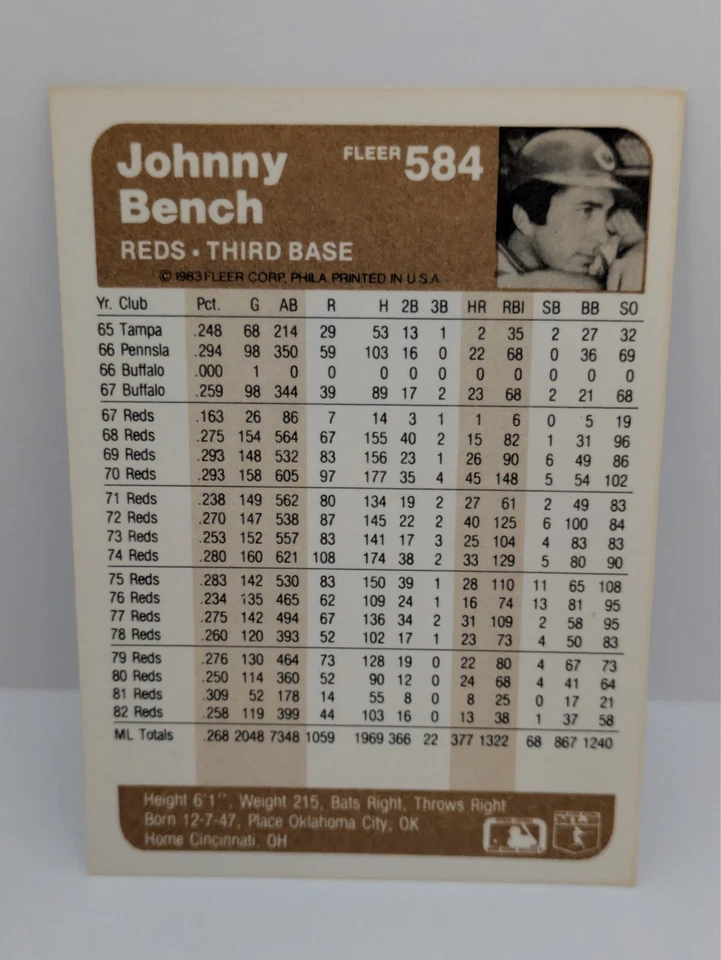 Johnny
Bench
FLEER 584
REDS • THIRD BASE
© 1983 FLEER CORP. PHILA. PRINTED IN U.S.A
Yr. Club Pct. G AB R H 2B 3B HR RBI SB BB SO
65 Tampa .248 68 214 29 53 13 1 2 35 2 27 32
66 Pennsla .294 98 350 59 103 16 0 22 68 0 36 69
66 Buffalo .000 1 0 0 0 0 0 0 0 0 0 0
67 Buffalo .259 98 344 39 89 17 2 23 68 2 21 68
67 Reds .163 26 86 7 14 3 1 1 6 0 5 19
68 Reds .275 154 564 67 155 40 2 15 82 1 31 96
69 Reds .293 148 532 83 156 23 1 26 90 6 49 86
70 Reds .293 158 605 97 177 35 4 45 148 5 54 102
71 Reds .238 149 562 80 134 19 2 27 61 2 49 83
72 Reds .270 147 538 87 145 22 2 40 125 6 100 84
73 Reds .253 152 557 83 141 17 3 25 104 4 83 83
74 Reds .280 160 621 108 174 38 2 33 129 5 80 90
75 Reds .283 142 530 83 150 39 1 28 110 11 65 108
76 Reds .234 135 465 62 109 24 1 16 74 13 81 95
77 Reds .275 142 494 67 136 34 2 31 109 2 58 95
78 Reds .260 120 393 52 102 17 1 23 73 4 50 83
79 Reds .276 130 464 73 128 19 0 22 80 4 67 73
80 Reds .250 114 360 52 90 12 0 24 68 4 41 64
81 Reds .309 52 178 14 55 8 0 8 25 0 17 21
82 Reds .258 119 399 44 103 16 0 13 38 1 37 58
ML Totals .268 2048 7348 1059 1969 366 22 377 1322 68 867 1240
Height 6'1", Weight 215, Bats Right, Throws Right
Born 12-7-47, Place Oklahoma City, OK
Home Cincinnati, OH